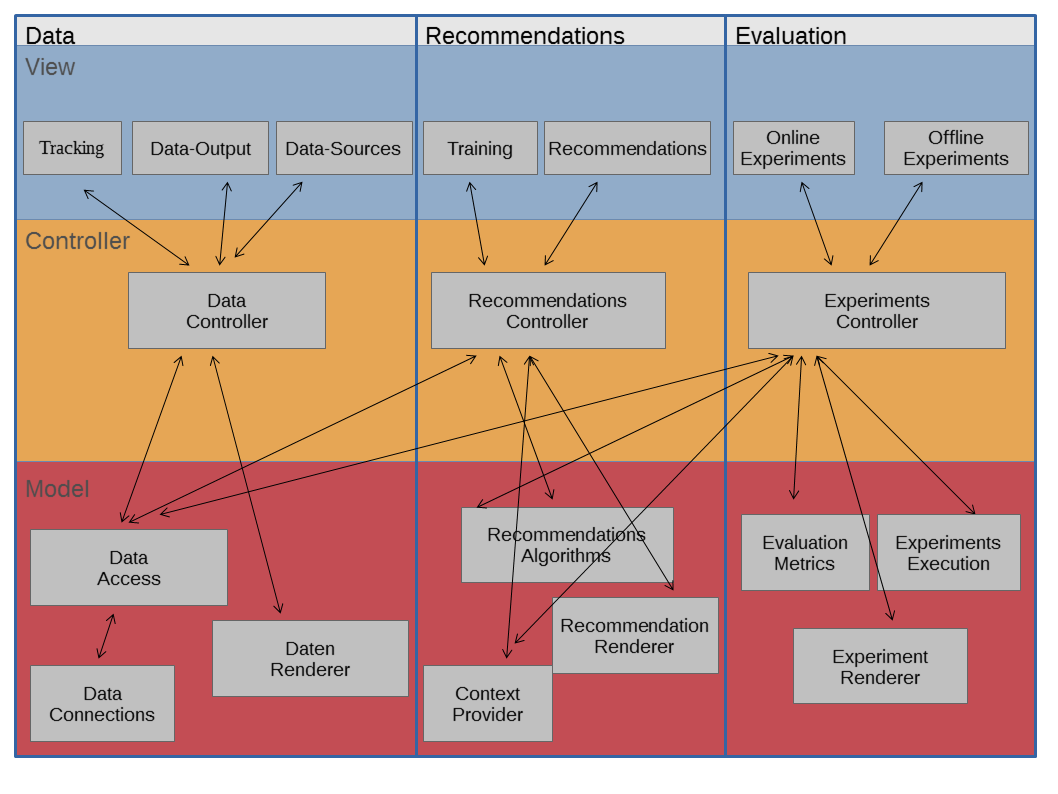 Data
Recommendations
Evaluation
View
Tracking
Data-Output
Data-Sources
Training
Recommendations
Online
Experiments
Offline
Experiments
Controller
Data
Controller
Recommendations
Controller
Experiments
Controller
Model
Data
Access
Recommendations
Algorithms
Evaluation
Metrics
Experiments
Execution
Daten
Renderer
Recommendation
Renderer
Experiment
Renderer
Data
Connections
Context
Provider